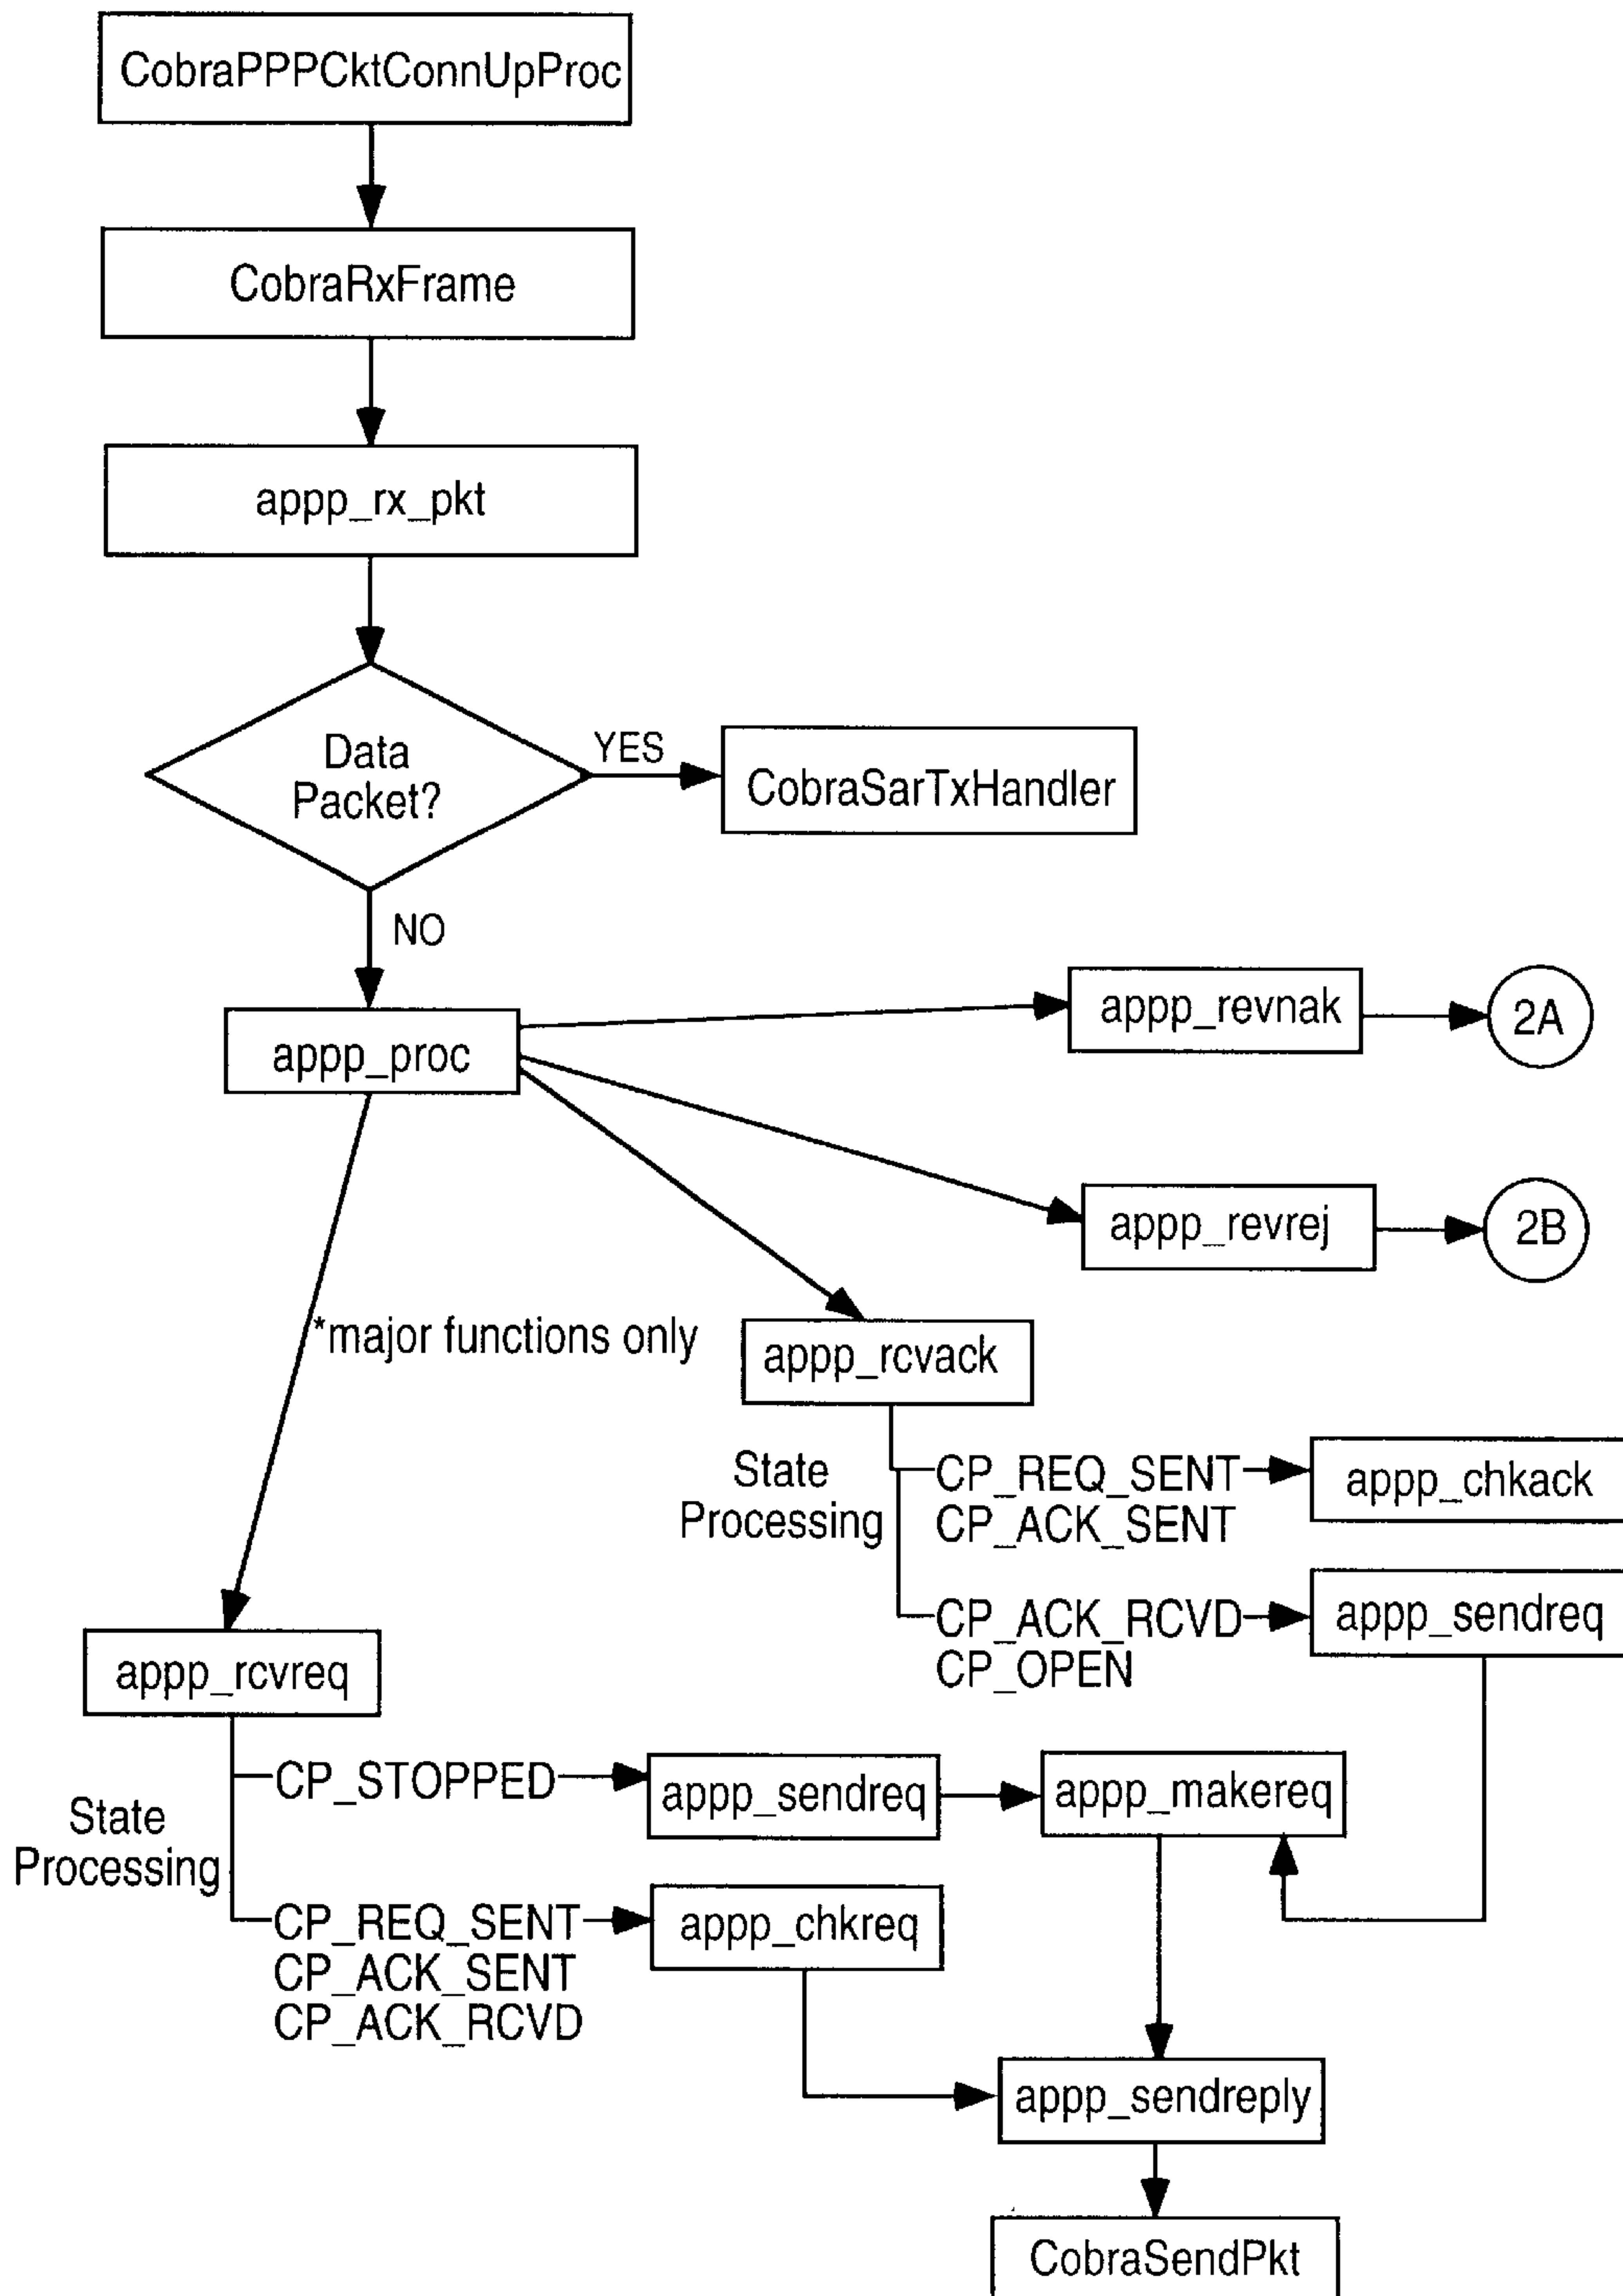 CobraPPPCktConnUpProc
CobraRxFrame
appp_rx_pkt
Data
Packet?
YES
CobraSarTxHandler
NO
appp_proc
appp_revnak
2A
appp_revrej
2B
*major functions only
appp_rcvack
State
Processing
CP_REQ_SENT
CP_ACK_SENT
appp_chkack
CP_ACK_RCVD
CP_OPEN
appp_sendreq
appp_rcvreq
State
Processing
CP_STOPPED
appp_sendreq
appp_makereq
CP_REQ_SENT
CP_ACK_SENT
CP_ACK_RCVD
appp_chkreq
appp_sendreply
CobraSendPkt